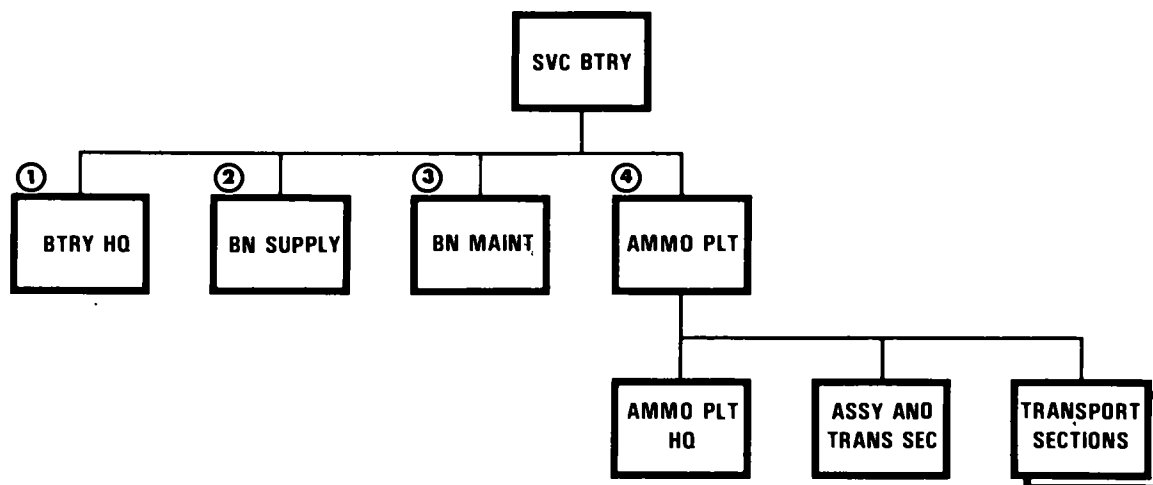 SVC BTRY
① ② ③ ④
BTRY HQ
BN SUPPLY
BN MAINT
AMMO PLT
AMMO PLT
HQ
ASSY AND
TRANS SEC
TRANSPORT
SECTIONS